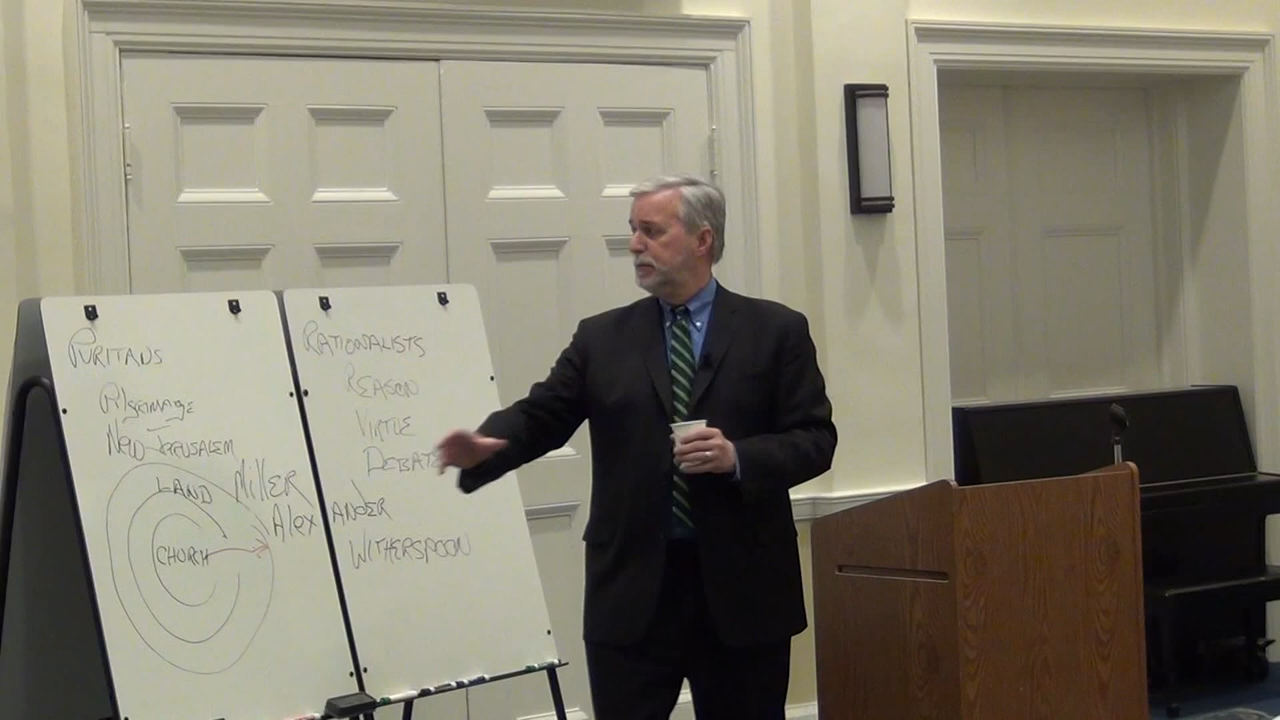 PURITANS
PILGRIMAGE
NEW JERUSALEM
LAND
CHURCH
Miller
RATIONALISTS
REASON
VIRTUE
DEBATE
Alex ANDER
WITHERSPOON